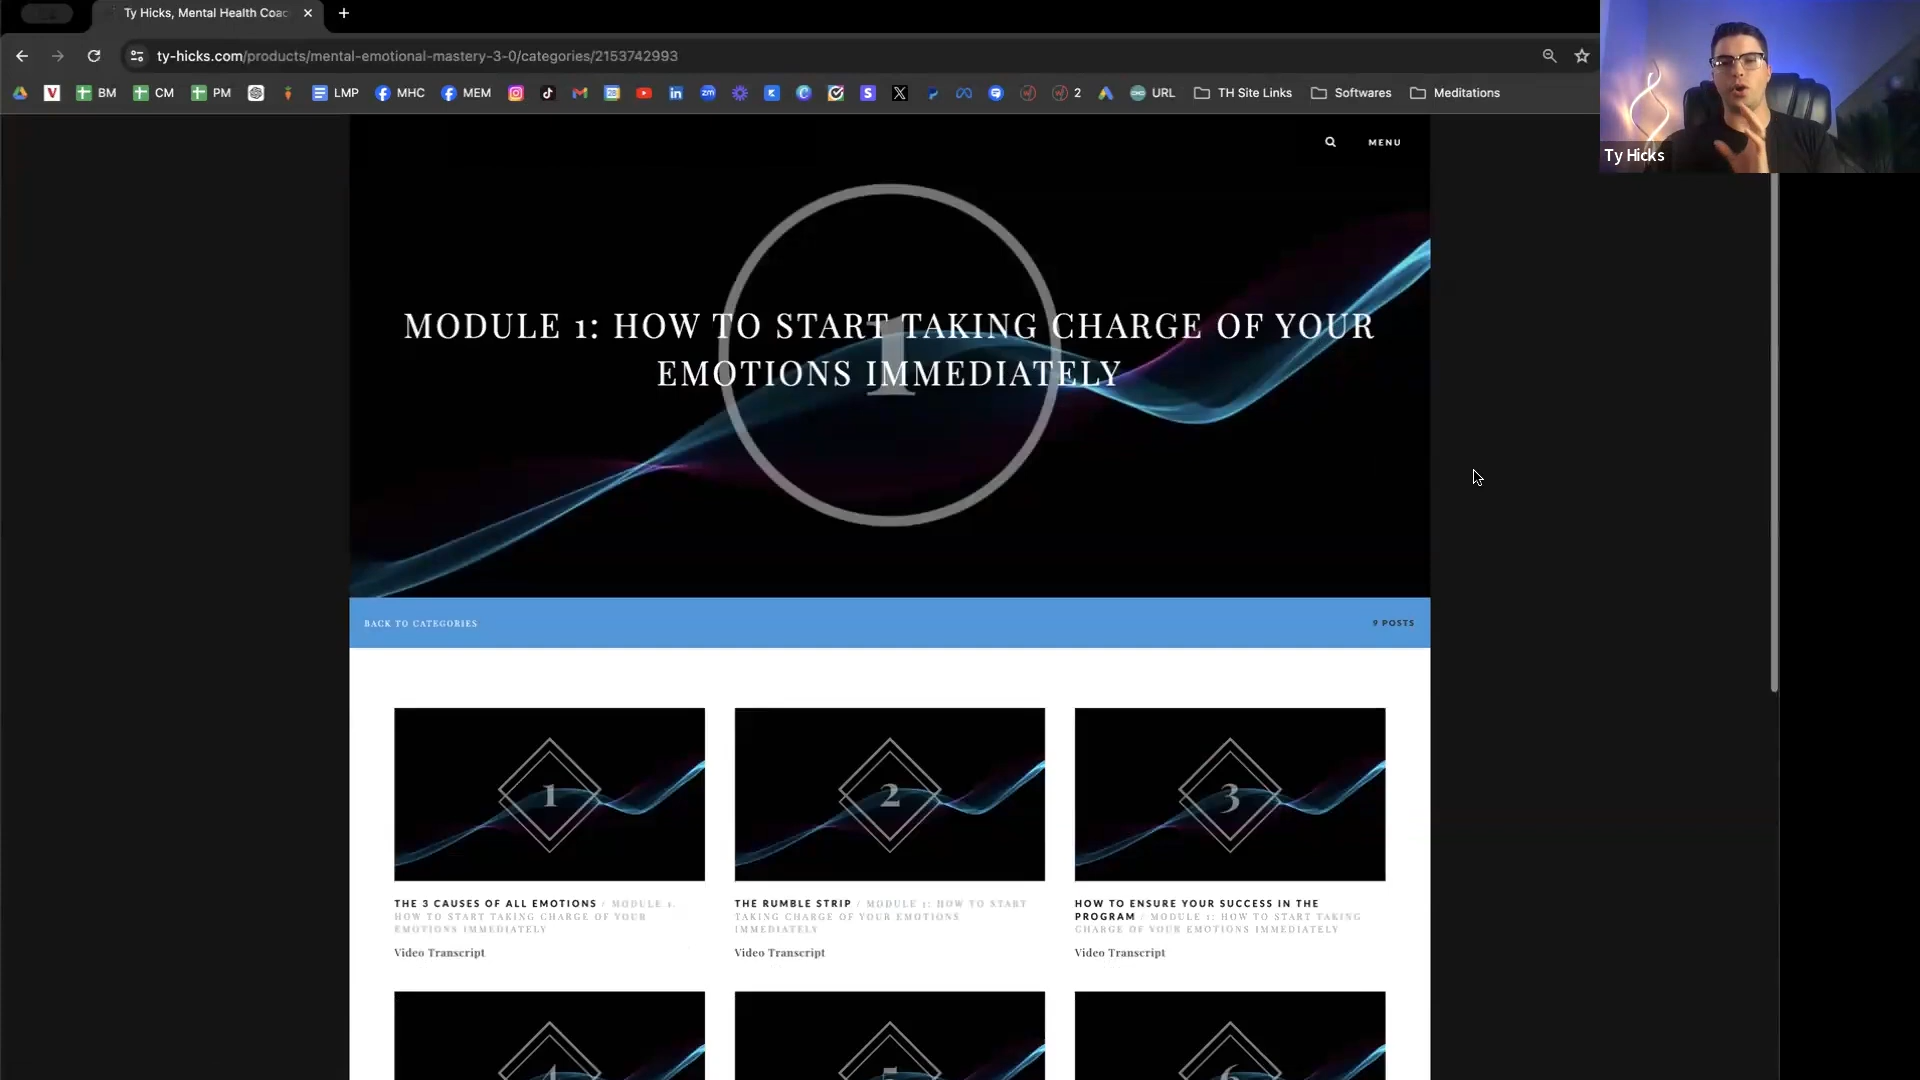 Ty Hicks, Mental Health Coac
ty-hicks.com/products/mental-emotional-mastery-3-0/categories/2153742993
BM
CM
PM
LMP
MHC
MEM
2
URL
TH Site Links
Softwares
Meditations
Ty Hicks
MENU
1
MODULE 1: HOW TO START TAKING CHARGE OF YOUR
EMOTIONS IMMEDIATELY
BACK TO CATEGORIES
9 POSTS
1
2
3
THE 3 CAUSES OF ALL EMOTIONS / MODULE 1:
HOW TO START TAKING CHARGE OF YOUR
EMOTIONS IMMEDIATELY
Video Transcript
THE RUMBLE STRIP / MODULE 1: HOW TO START
TAKING CHARGE OF YOUR EMOTIONS
IMMEDIATELY
Video Transcript
HOW TO ENSURE YOUR SUCCESS IN THE
PROGRAM / MODULE 1: HOW TO START TAKING
CHARGE OF YOUR EMOTIONS IMMEDIATELY
Video Transcript
4
5
6